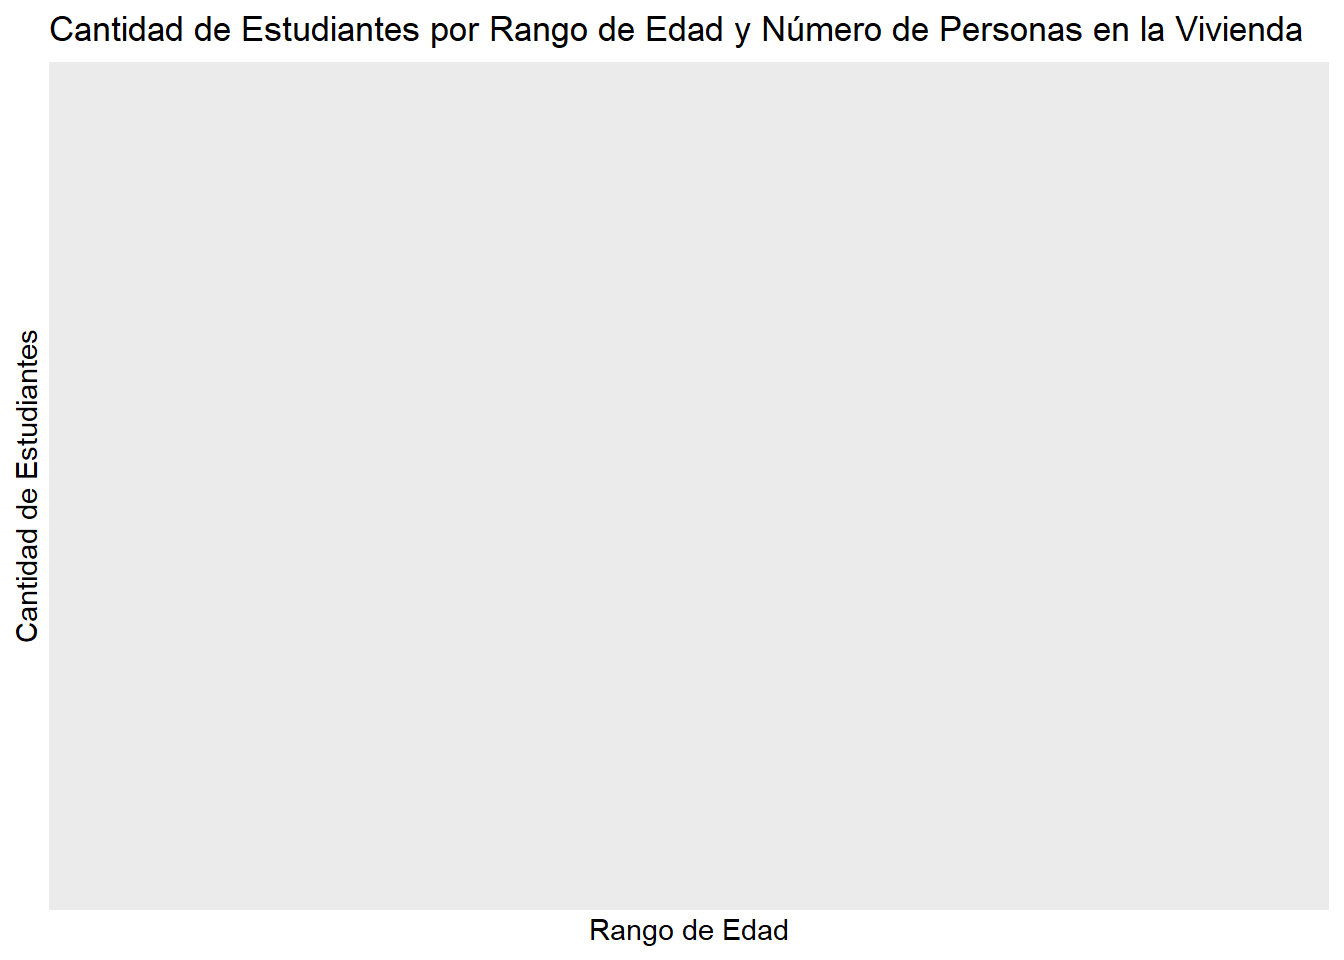 Cantidad de Estudiantes por Rango de Edad y Número de Personas en la Vivienda
Cantidad de Estudiantes
Rango de Edad